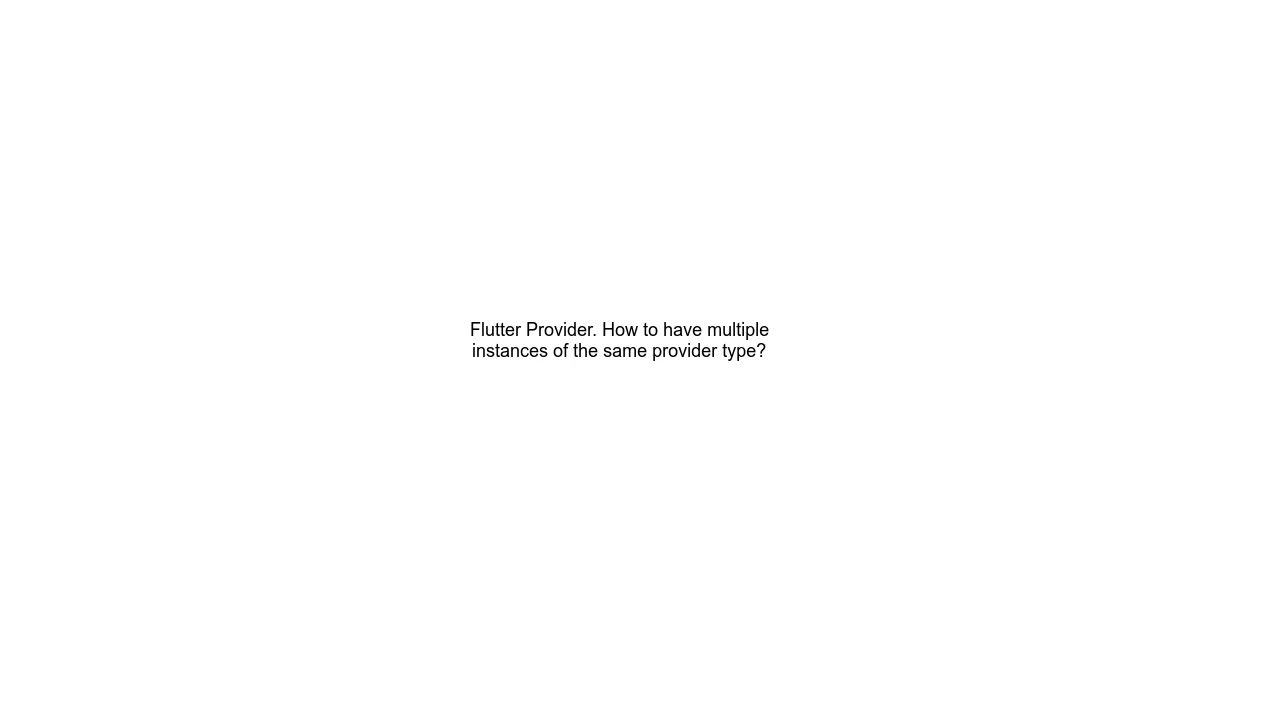 Flutter Provider. How to have multiple
instances of the same provider type?